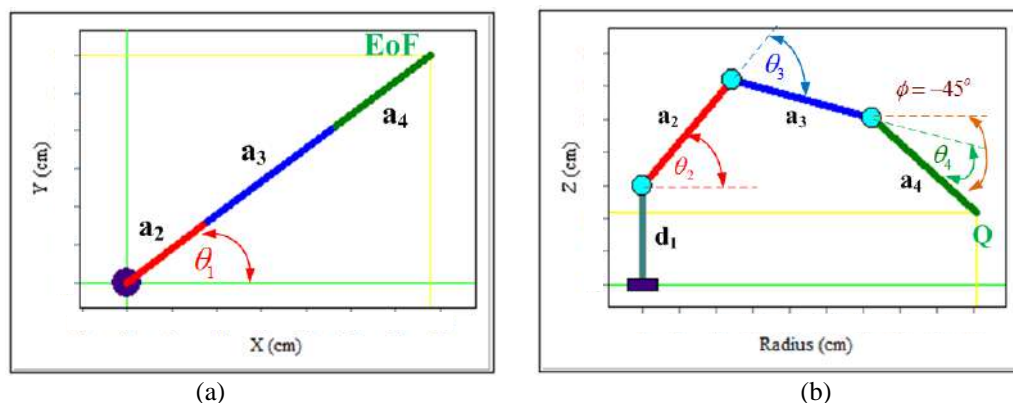 EoF
a4
a3
a2
θ1
Y (cm)
X (cm)
(a)
θ3
ϕ = −45°
a2
a3
θ2
θ4
a4
Q
d1
Z (cm)
Radius (cm)
(b)